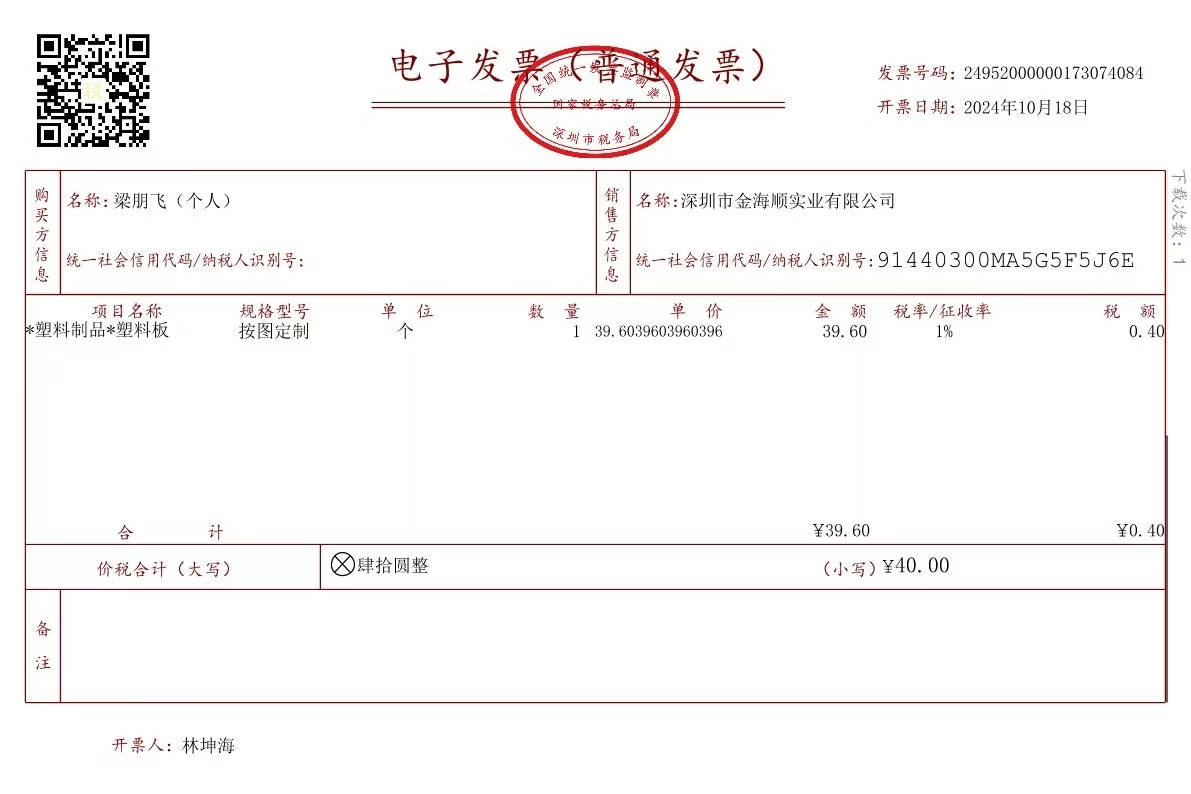 电子发票（普通发票）
全国统一发票监制章
国家税务总局
深圳市税务局
发票号码：24952000000173074084
开票日期：2024年10月18日
下载次数：1
购买方信息
名称：梁朋飞（个人）
统一社会信用代码/纳税人识别号：
销售方信息
名称：深圳市金海顺实业有限公司
统一社会信用代码/纳税人识别号：91440300MA5G5F5J6E
项目名称 规格型号 单位 数量 单价 金额 税率/征收率 税额
*塑料制品*塑料板 按图定制 个 1 39.6039603960396 39.60 1% 0.40
合计 ¥39.60 ¥0.40
价税合计（大写） ⊗肆拾圆整 （小写）¥40.00
备注
开票人：林坤海